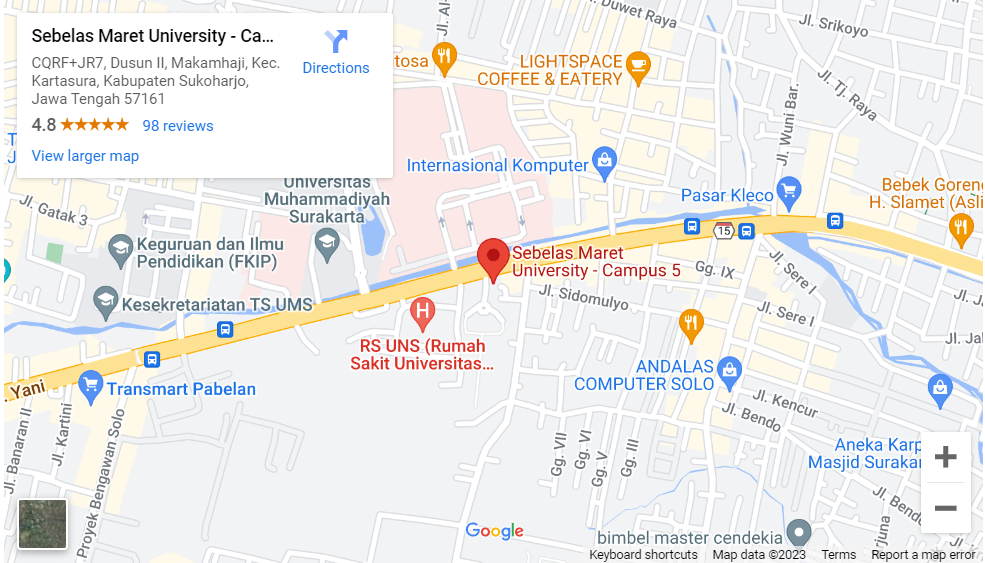 Sebelas Maret University - Ca...
CQRF+JR7, Dusun II, Makamhaji, Kec.
Kartasura, Kabupaten Sukoharjo,
Jawa Tengah 57161
4.8
98 reviews
View larger map
Directions
Duwet Raya
Jl. Srikoyo
LIGHTSPACE
COFFEE & EATERY
Jl. Tj. Raya
Jl. Wuni Bar.
Internasional Komputer
Pasar Kleco
Bebek Goreng
H. Slamet (Asli
Universitas
Muhammadiyah
Surakarta
Jl. Gatak 3
Keguruan dan Ilmu
Pendidikan (FKIP)
15
Sebelas Maret
University - Campus 5
Gg. IX
Jl. Sere I
Jl. Sidomulyo
Jl. Sere I
Kesekretariatan TS UMS
H
RS UNS (Rumah
Sakit Universitas...
ANDALAS
COMPUTER SOLO
Yani
Transmart Pabelan
Jl. Kencur
Jl. Bendo
Jl. Banaran II
Jl. Kartini
Proyek Bengawan Solo
Gg. VII
Gg. VI
Gg. V
Gg. III
Aneka Karp
Masjid Surakar
Jl. Bendo
Google
bimbel master cendekia
Keyboard shortcuts
Map data ©2023
Terms
Report a map error